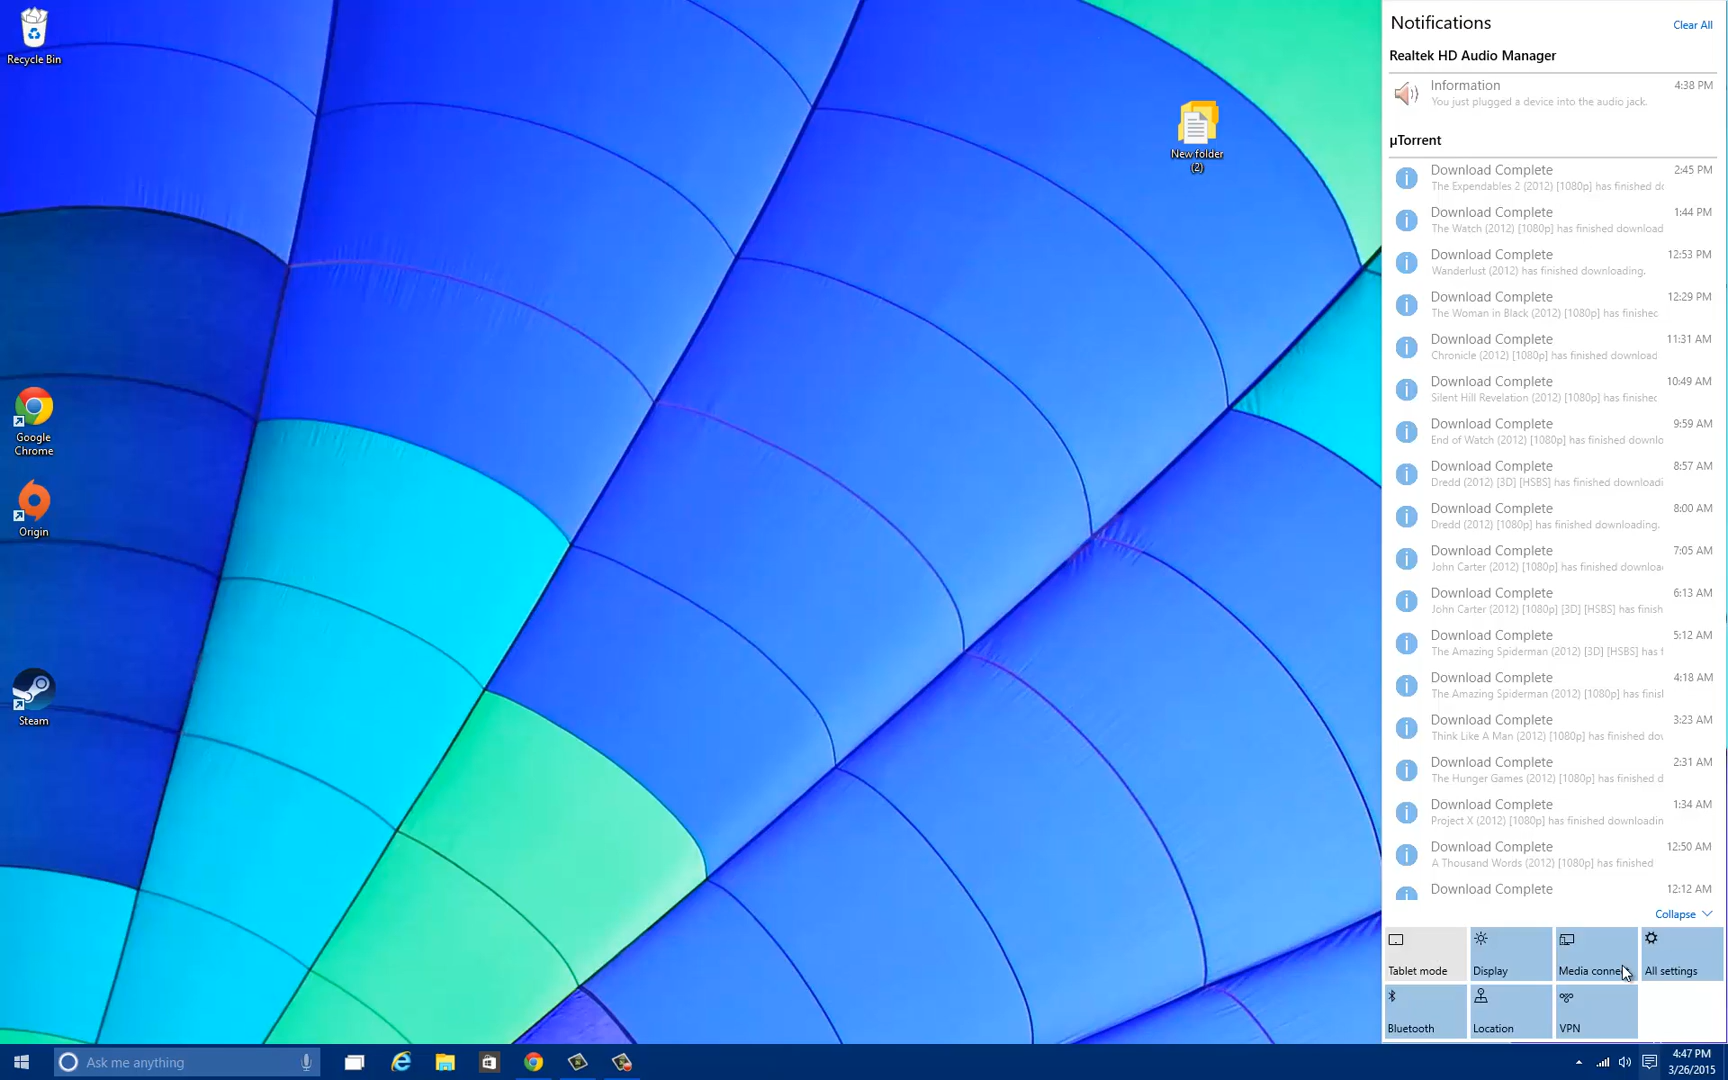 Recycle Bin
New folder
(2)
Google
Chrome
Origin
Steam
Notifications
Clear All
Realtek HD Audio Manager
Information 4:38 PM
You just plugged a device into the audio jack.
µTorrent
Download Complete 2:45 PM
The Expendables 2 (2012) [1080p] has finished do
Download Complete 1:44 PM
The Watch (2012) [1080p] has finished download
Download Complete 12:53 PM
Wanderlust (2012) has finished downloading.
Download Complete 12:29 PM
The Woman in Black (2012) [1080p] has finished
Download Complete 11:31 AM
Chronicle (2012) [1080p] has finished download
Download Complete 10:49 AM
Silent Hill Revelation (2012) [1080p] has finished
Download Complete 9:59 AM
End of Watch (2012) [1080p] has finished downlo
Download Complete 8:57 AM
Dredd (2012) [3D] [HSBS] has finished downloadi
Download Complete 8:00 AM
Dredd (2012) [1080p] has finished downloading.
Download Complete 7:05 AM
John Carter (2012) [1080p] has finished downloa
Download Complete 6:13 AM
John Carter (2012) [1080p] [3D] [HSBS] has finish
Download Complete 5:12 AM
The Amazing Spiderman (2012) [3D] [HSBS] has f
Download Complete 4:18 AM
The Amazing Spiderman (2012) [1080p] has finis
Download Complete 3:23 AM
Think Like A Man (2012) [1080p] has finished do
Download Complete 2:31 AM
The Hunger Games (2012) [1080p] has finished d
Download Complete 1:34 AM
Project X (2012) [1080p] has finished downloadin
Download Complete 12:50 AM
A Thousand Words (2012) [1080p] has finished
Download Complete 12:12 AM
Collapse
Tablet mode
Display
Media conne
All settings
Bluetooth
Location
VPN
Ask me anything
4:47 PM
3/26/2015